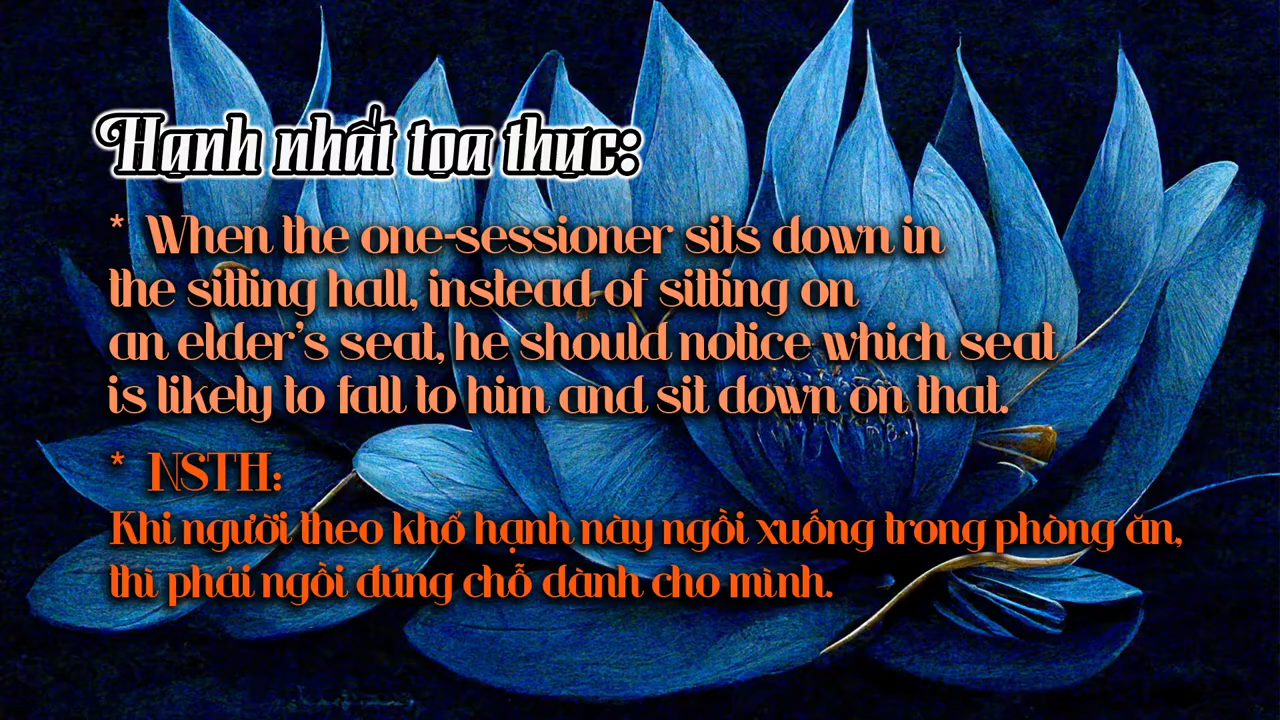 Hạnh nhất tọa thực:
* When the one-sessioner sits down in
the sitting hall, instead of sitting on
an elder's seat, he should notice which seat
is likely to fall to him and sit down on that.
* NSTH:
Khi người theo khổ hạnh này ngồi xuống trong phòng ăn,
thì phải ngồi đúng chỗ dành cho mình.